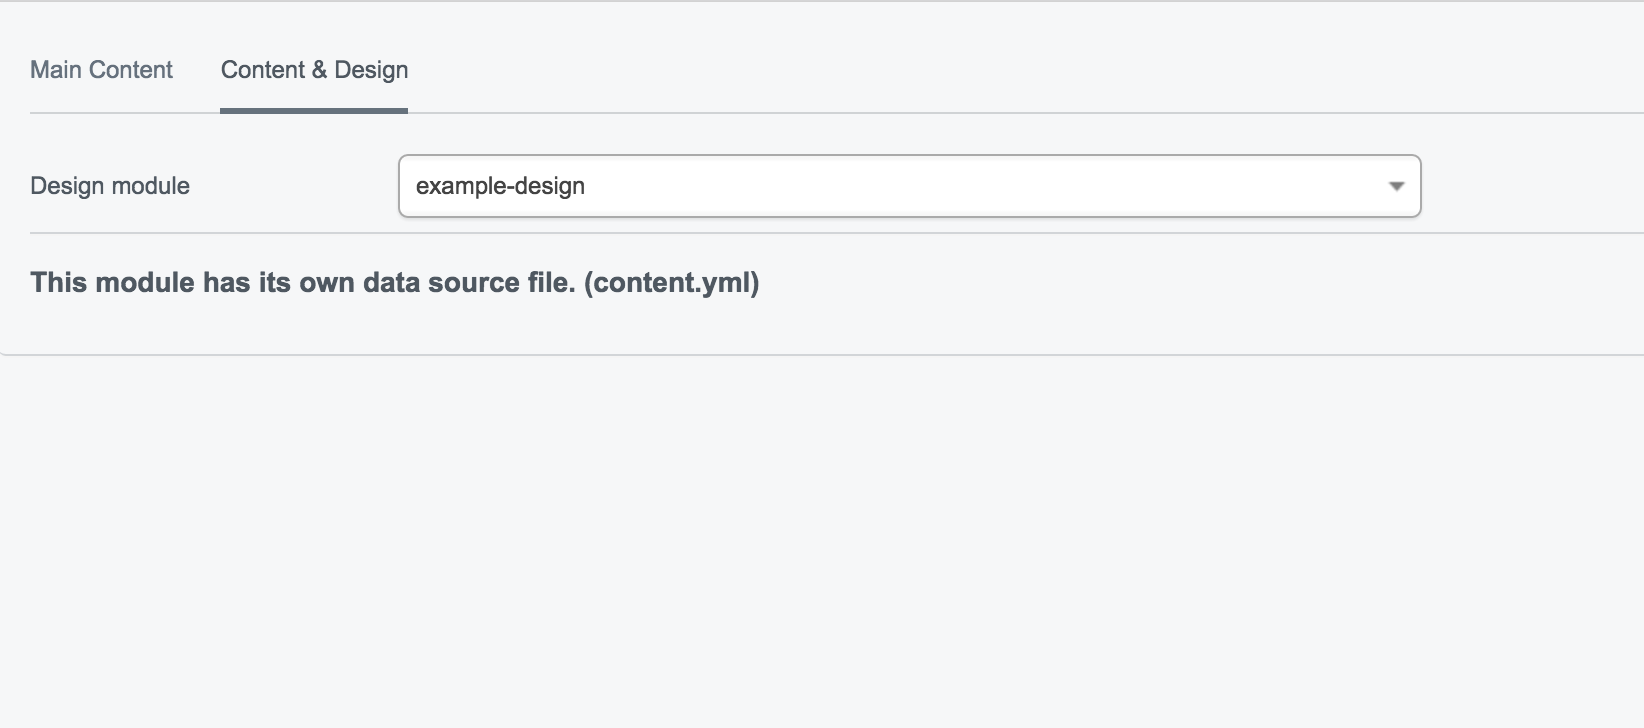 Main Content Content & Design
Design module example-design
This module has its own data source file. (content.yml)